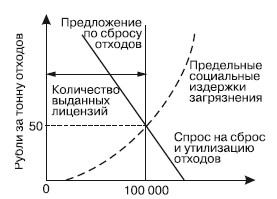 Рубли за тонну отходов
Предложение
по сбросу
отходов
Предельные
социальные
издержки
загрязнения
Количество
выданных
лицензий
50
Спрос на сброс
и утилизацию
отходов
0
100 000